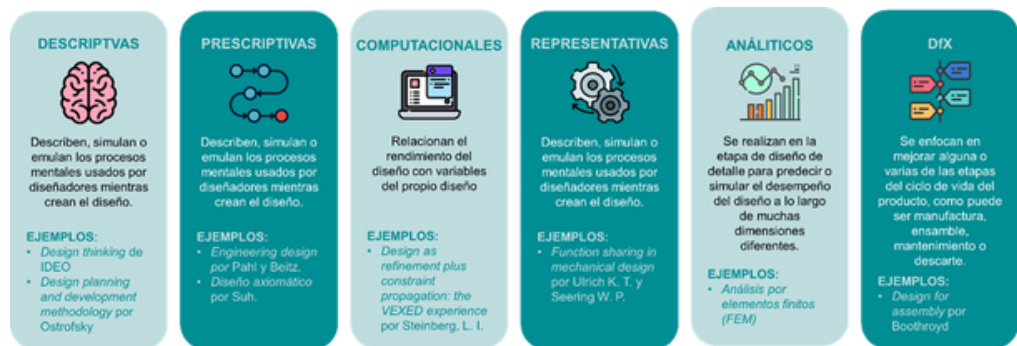 DESCRIPTVAS
Describen, simulan o
emulan los procesos
mentales usados por
diseñadores mientras
crean el diseño.
EJEMPLOS:
• Design thinking de
IDEO
• Design planning
and development
methodology por
Ostrofsky
PRESCRIPTIVAS
Describen, simulan o
emulan los procesos
mentales usados por
diseñadores mientras
crean el diseño.
EJEMPLOS:
• Engineering design
por Pahl y Beitz.
• Diseño axiomático
por Suh.
COMPUTACIONALES
Relacionan el
rendimiento del
diseño con variables
del propio diseño
EJEMPLOS:
• Design as
refinement plus
constraint
propagation: the
VEXED experience
por Steinberg, L. I.
REPRESENTATIVAS
Describen, simulan o
emulan los procesos
mentales usados por
diseñadores mientras
crean el diseño.
EJEMPLOS:
• Function sharing in
mechanical design
por Ulrich K. T. y
Seering W. P.
ANÁLITICOS
Se realizan en la
etapa de diseño de
detalle para predecir o
simular el desempeño
del diseño a lo largo
de muchas
dimensiones
diferentes.
EJEMPLOS:
• Análisis por
elementos finitos
(FEM)
DfX
Se enfocan en
mejorar alguna o
varias de las etapas
del ciclo de vida del
producto, como puede
ser manufactura,
ensamble,
mantenimiento o
descarte.
EJEMPLOS:
• Design for
assembly por
Boothroyd